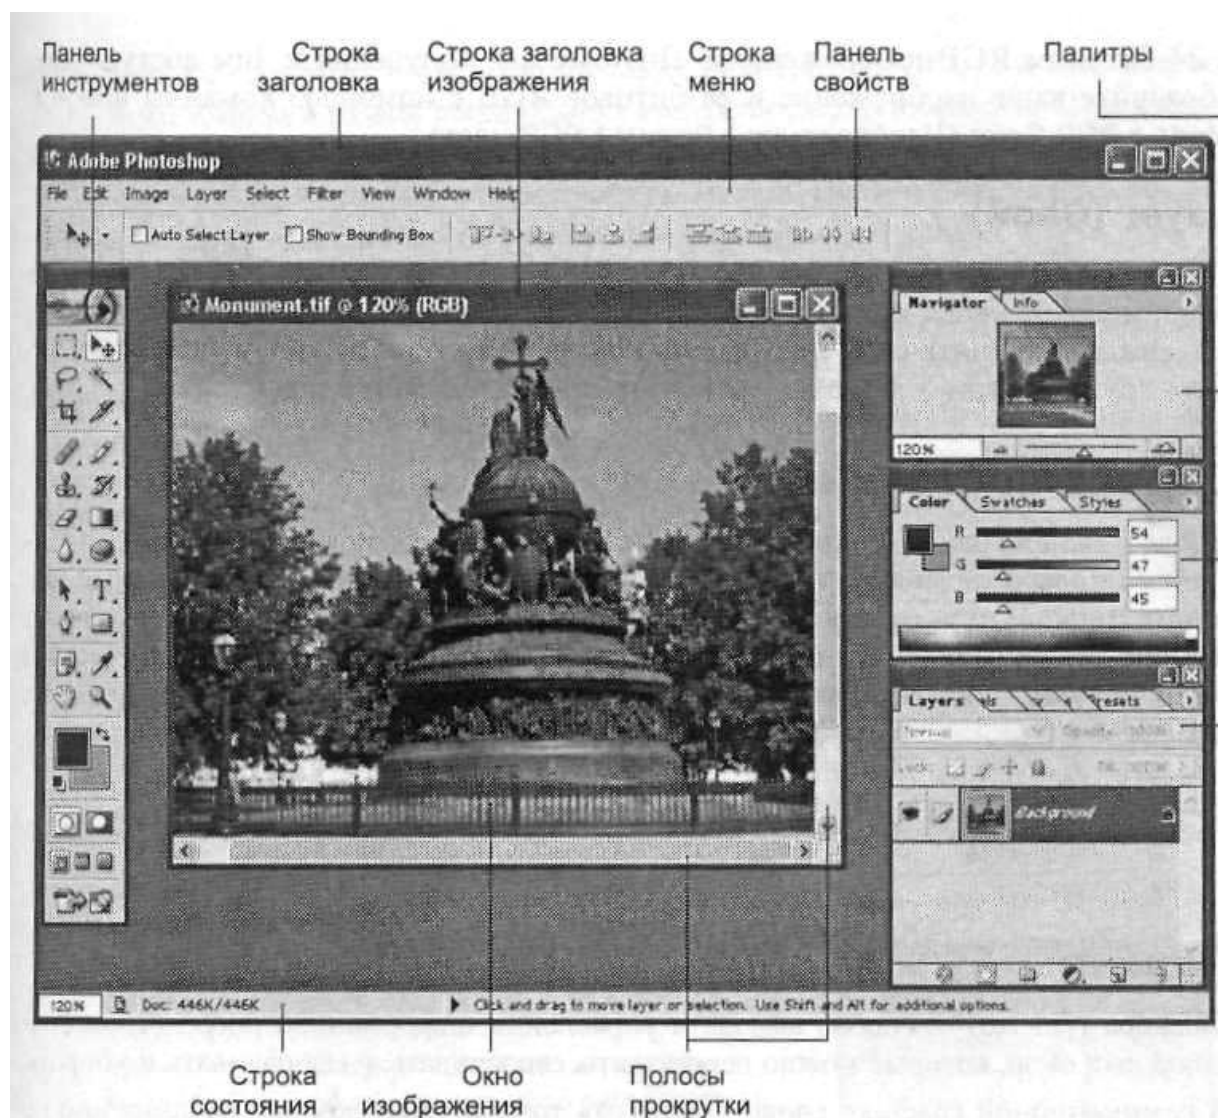 Панель инструментов
Строка заголовка
Строка заголовка изображения
Строка меню
Панель свойств
Палитры
Adobe Photoshop
File Edit Image Layer Select Filter View Window Help
Auto Select Layer Show Bounding Box
Monument.tif @ 120% (RGB)
Navigator Info
120%
Color Swatches Styles
R 54
G 47
B 45
Layers Presets
Background
120% Doc: 446K/446K Click and drag to move layer or selection. Use Shift and Alt for additional options.
Строка состояния
Окно изображения
Полосы прокрутки